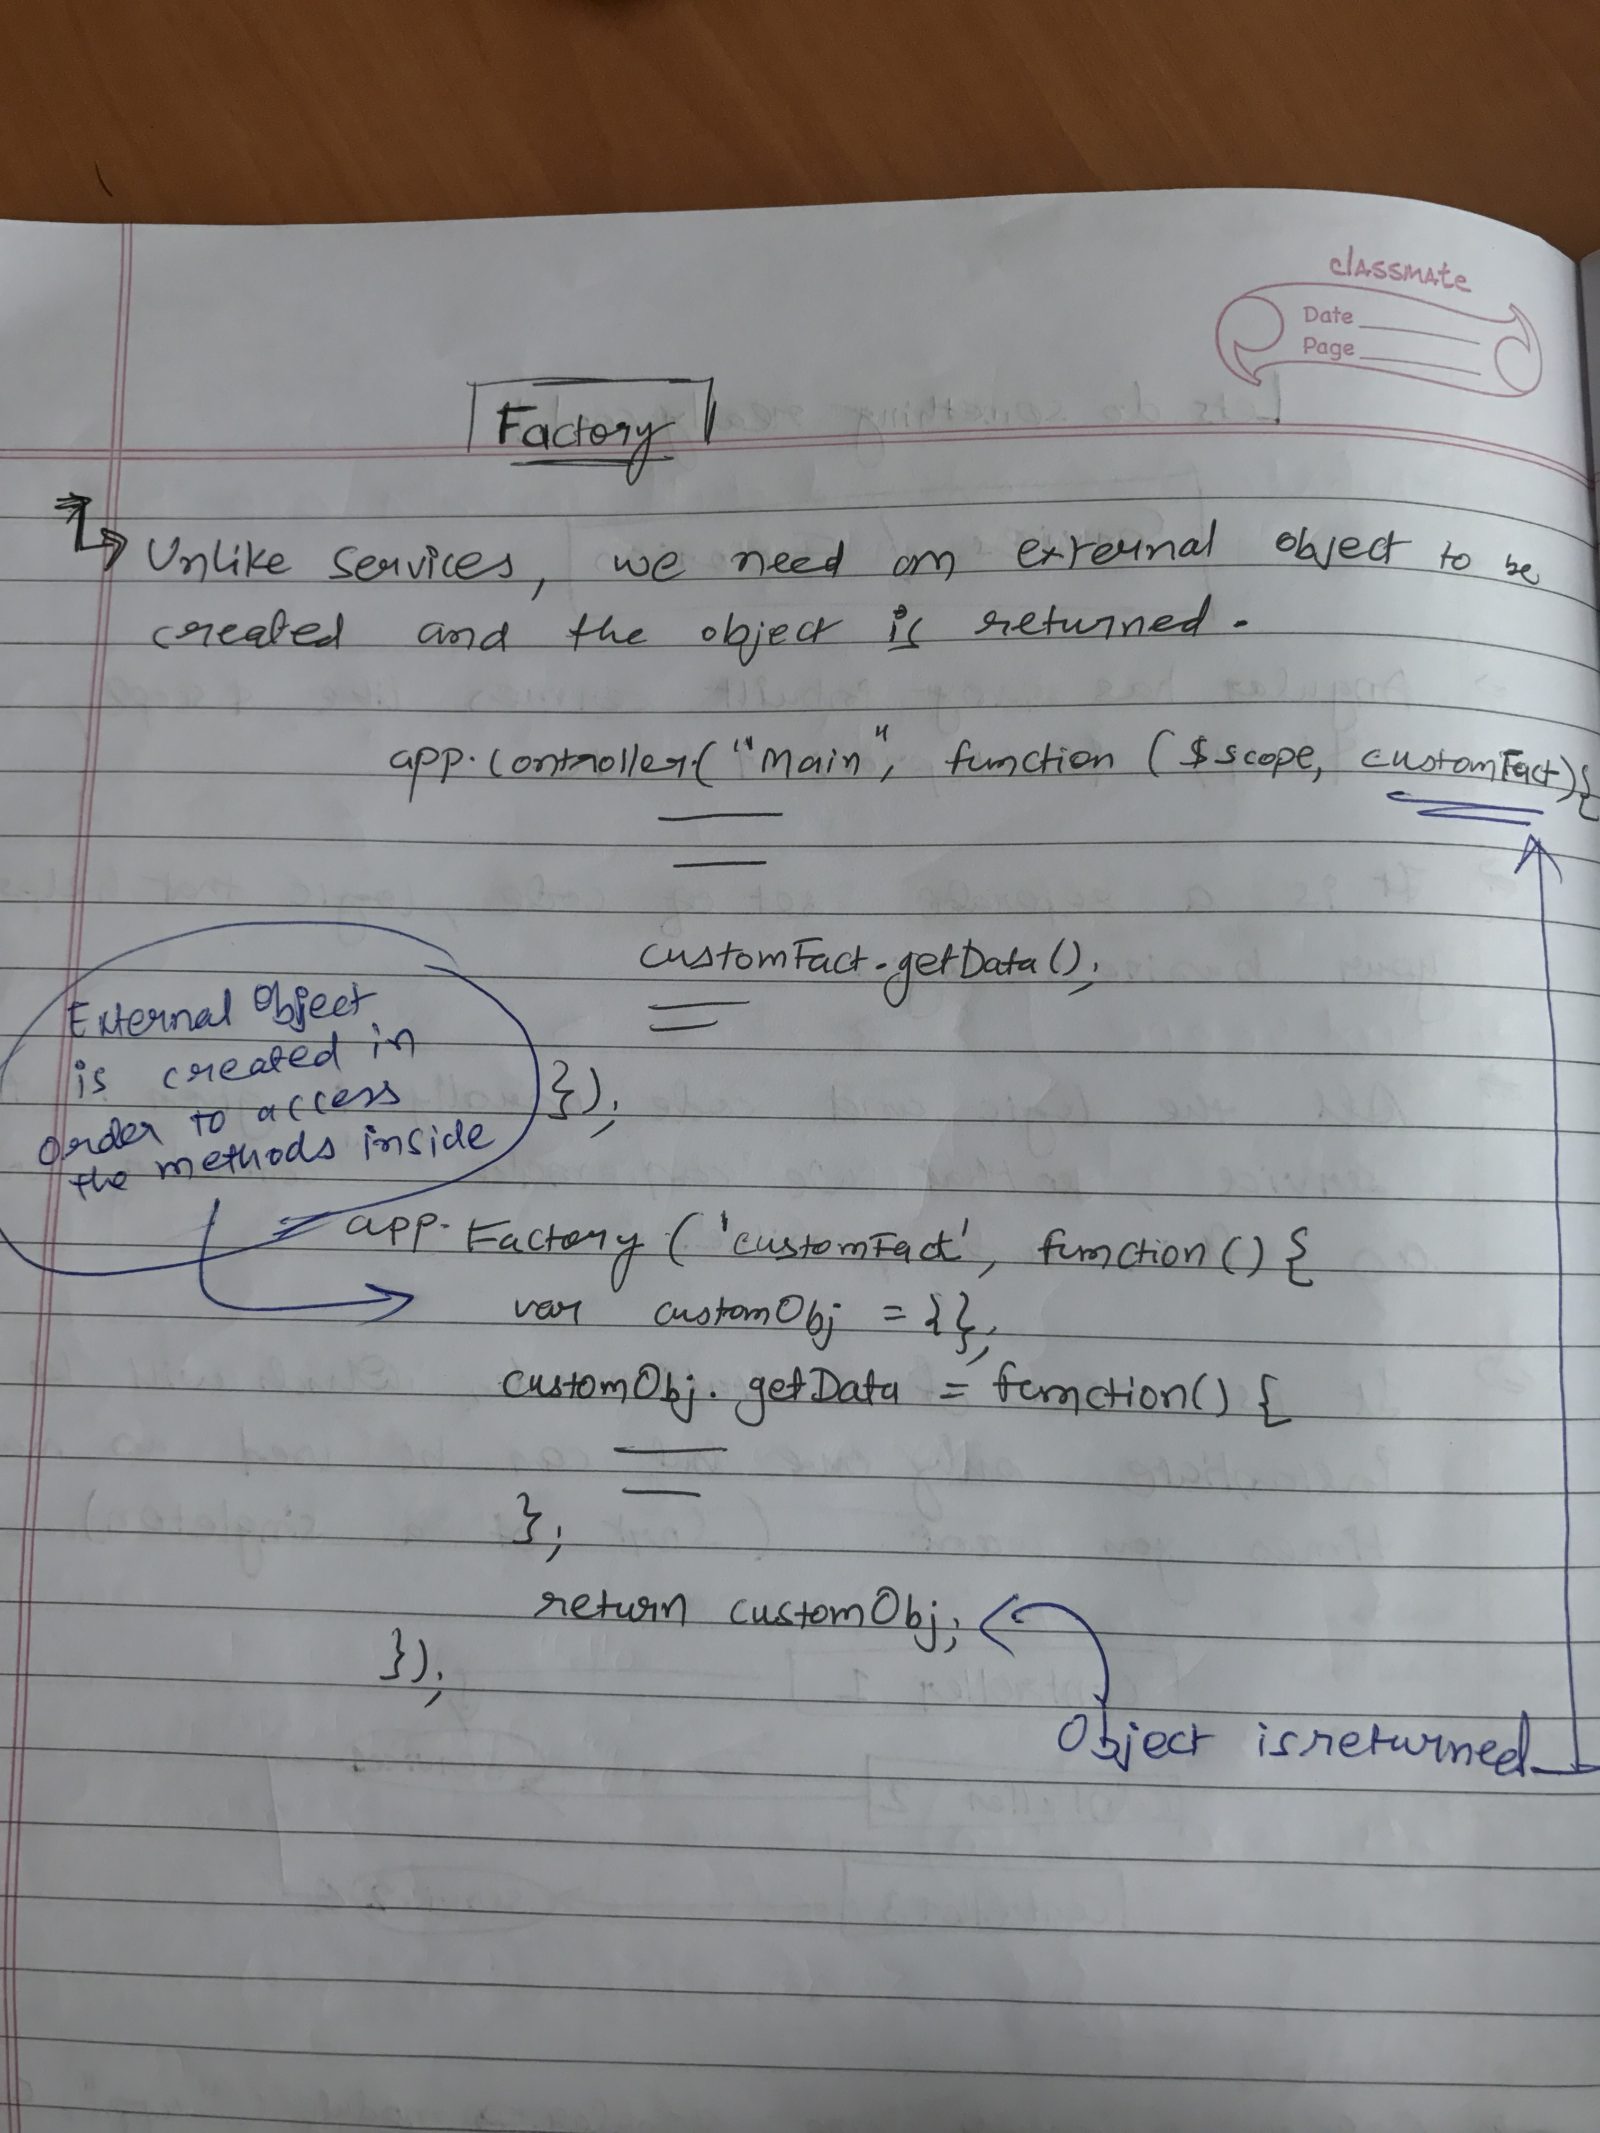 classmate
Date
Page
Factory
Unlike Services, we need an external object to be
created and the object is returned.
app.controller("Main", function ($scope, customFact){
customFact.getData();
});
External Object
is created in
order to access
the methods inside
app.Factory('customFact', function() {
var customObj = {};
customObj.getData = function() {
};
return customObj;
});
Object is returned